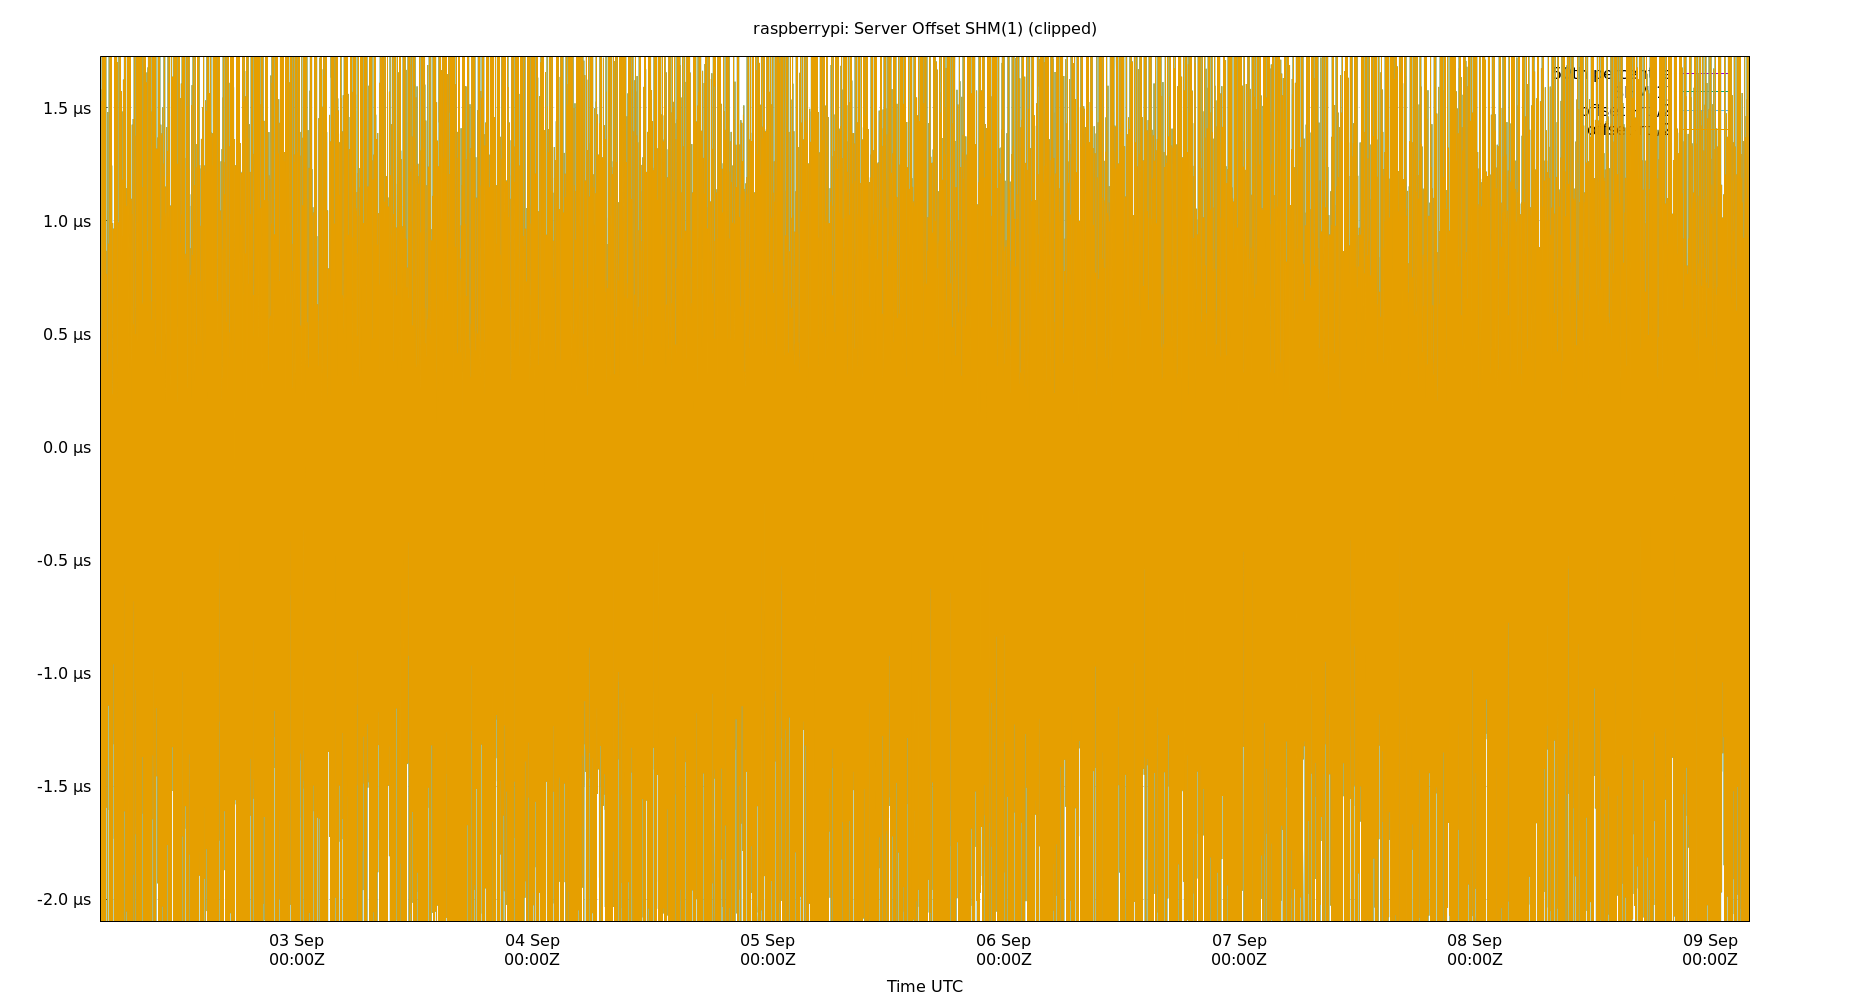 raspberrypi: Server Offset SHM(1) (clipped)
1.5 µs
1.0 µs
0.5 µs
0.0 µs
-0.5 µs
-1.0 µs
-1.5 µs
-2.0 µs
03 Sep 04 Sep 05 Sep 06 Sep 07 Sep 08 Sep 09 Sep
00:00Z 00:00Z 00:00Z 00:00Z 00:00Z 00:00Z 00:00Z
Time UTC